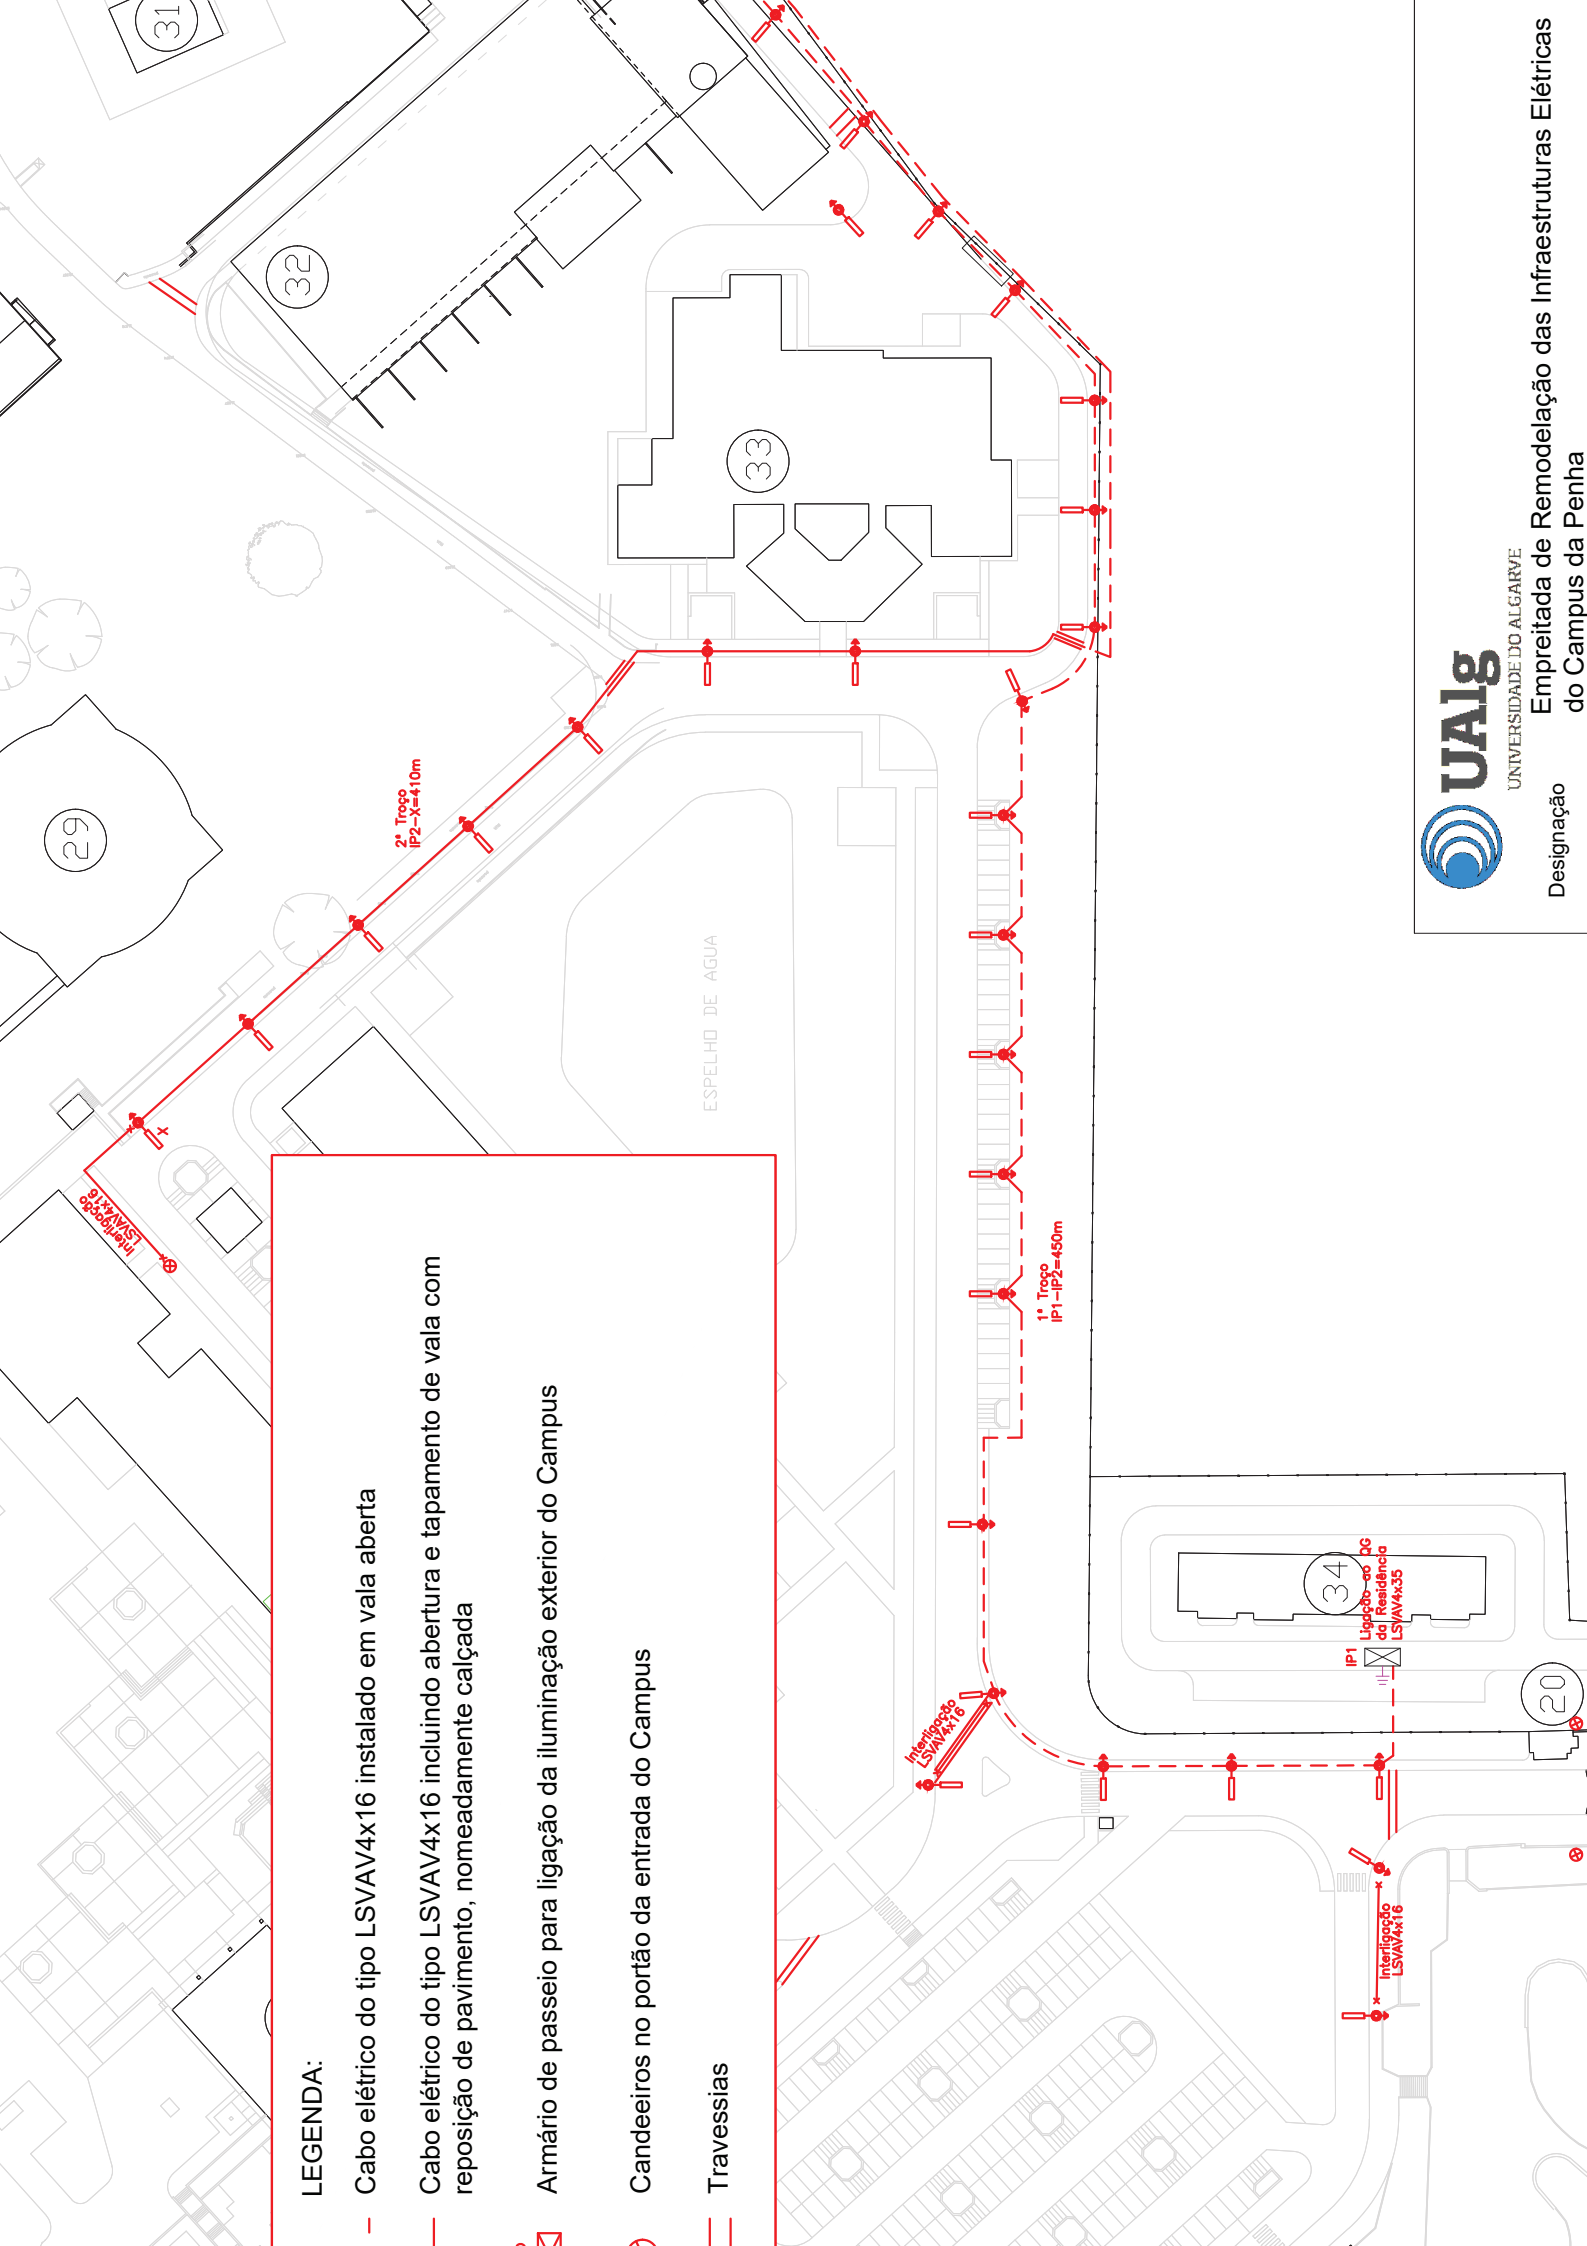 LEGENDA:
Cabo elétrico do tipo LSVAV4x16 instalado em vala aberta
Cabo elétrico do tipo LSVAV4x16 incluindo abertura e tapamento de vala com
reposição de pavimento, nomeadamente calçada
Armário de passeio para ligação da iluminação exterior do Campus
Candeeiros no portão da entrada do Campus
Travessias
31
32
33
29
34
20
2º Troço
IP2-X=410m
X
Interligação
LSVAV4x16
ESPELHO DE AGUA
1º Troço
IP1-IP2=450m
Interligação
LSVAV4x16
IP1
Ligação ao QG
da Residência
LSVAV4x35
Interligação
LSVAV4x16
UAlg
UNIVERSIDADE DO ALGARVE
Designação
Empreitada de Remodelação das Infraestruturas Elétricas
do Campus da Penha